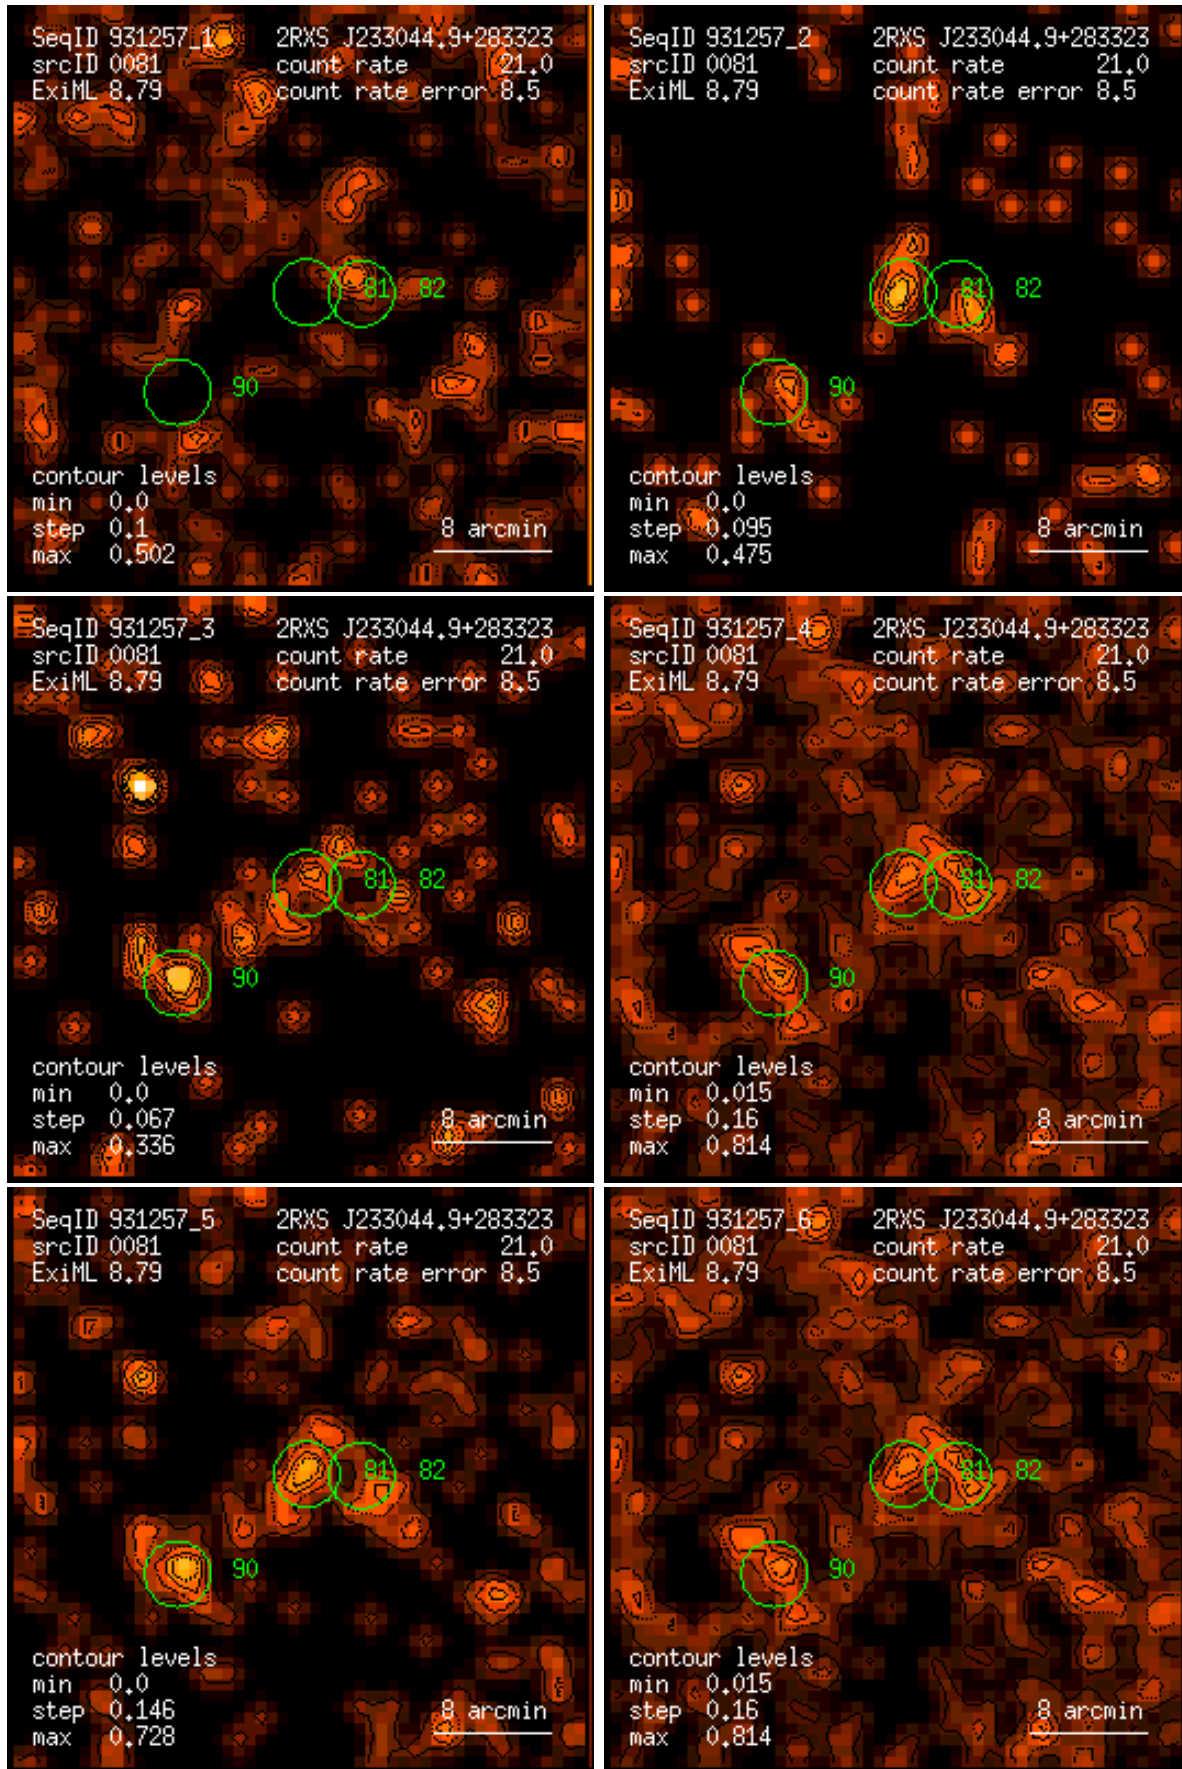 SeqID 931257_1 2RXS J233044.9+283323
srcID 0081 count rate 21.0
ExiML 8.79 count rate error 8.5
81 82
90
contour levels
min 0.0
step 0.1 8 arcmin
max 0.502
SeqID 931257_2 2RXS J233044.9+283323
srcID 0081 count rate 21.0
ExiML 8.79 count rate error 8.5
81 82
90
contour levels
min 0.0
step 0.095 8 arcmin
max 0.475
SeqID 931257_3 2RXS J233044.9+283323
srcID 0081 count rate 21.0
ExiML 8.79 count rate error 8.5
81 82
90
contour levels
min 0.0
step 0.067 8 arcmin
max 0.336
SeqID 931257_4 2RXS J233044.9+283323
srcID 0081 count rate 21.0
ExiML 8.79 count rate error 8.5
81 82
90
contour levels
min 0.015
step 0.16 8 arcmin
max 0.814
SeqID 931257_5 2RXS J233044.9+283323
srcID 0081 count rate 21.0
ExiML 8.79 count rate error 8.5
81 82
90
contour levels
min 0.0
step 0.146 8 arcmin
max 0.728
SeqID 931257_6 2RXS J233044.9+283323
srcID 0081 count rate 21.0
ExiML 8.79 count rate error 8.5
81 82
90
contour levels
min 0.015
step 0.16 8 arcmin
max 0.814